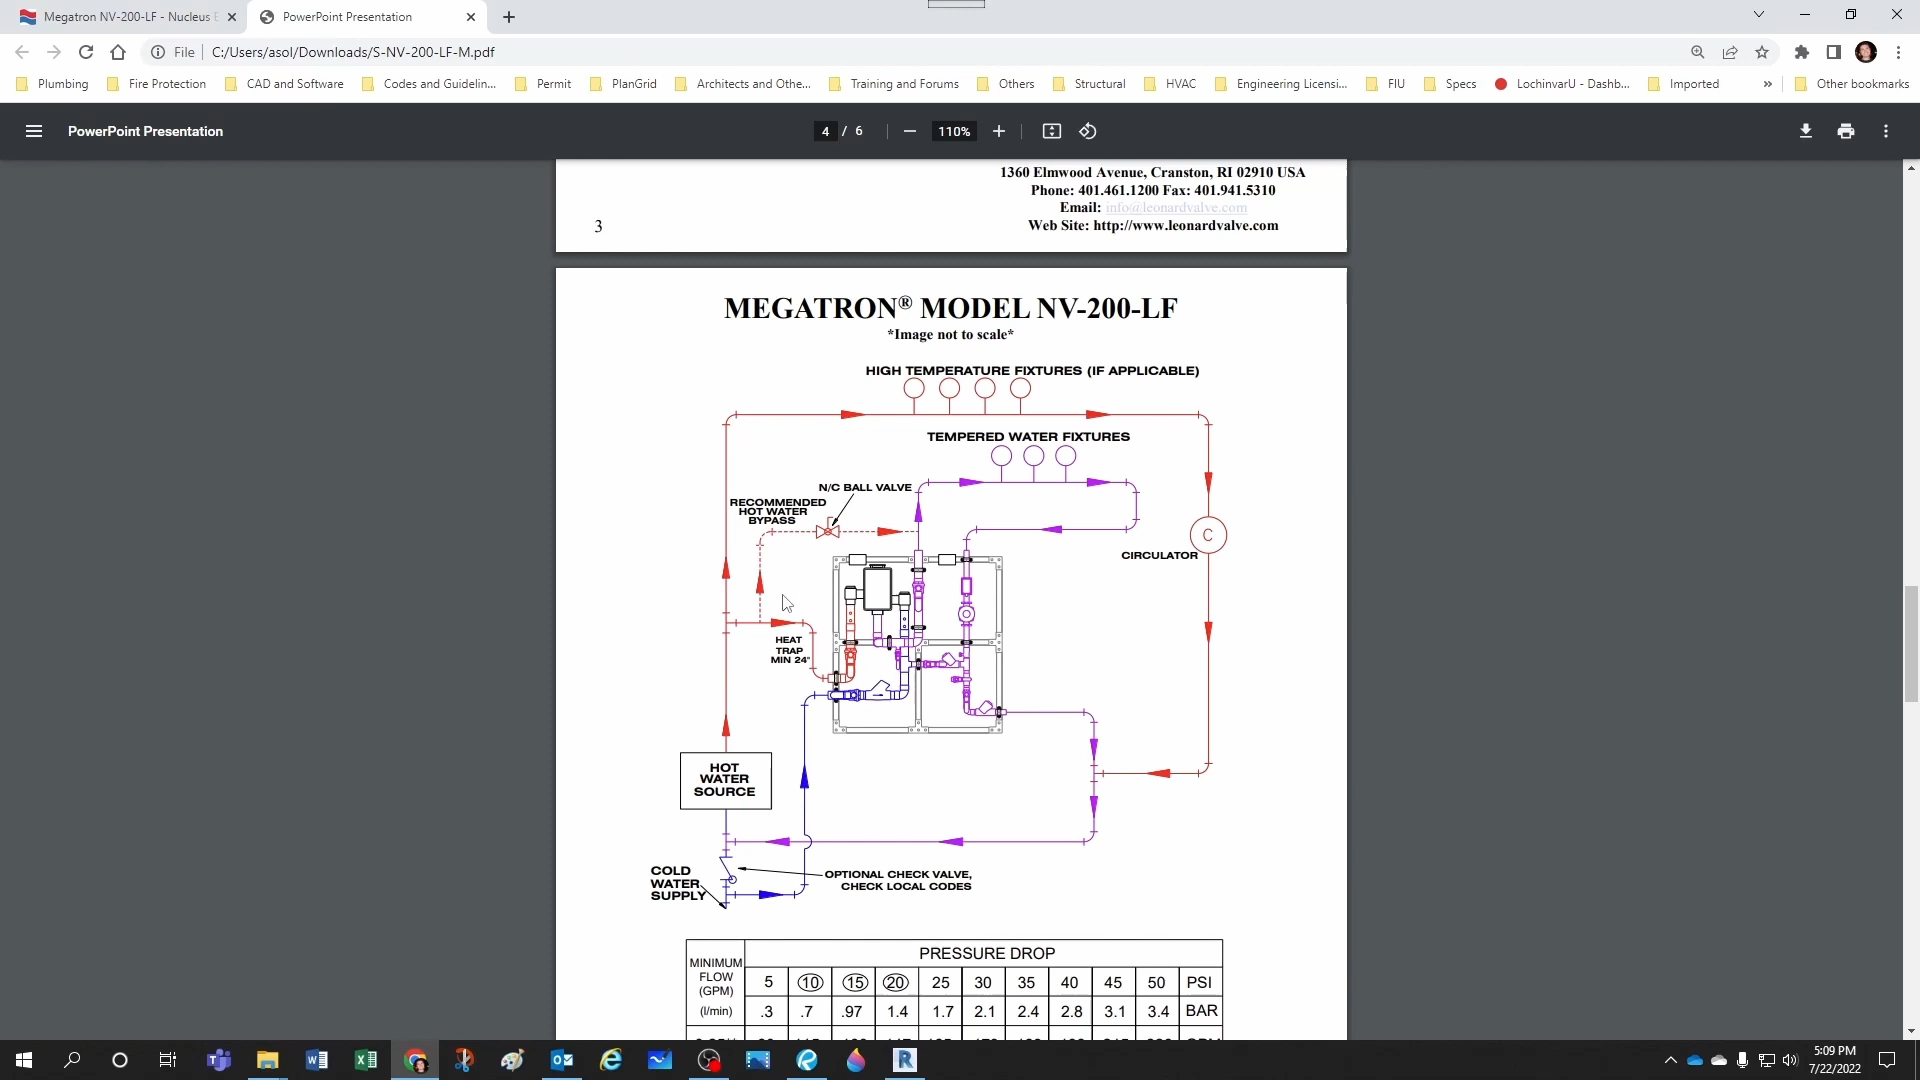 Megatron NV-200-LF - Nucleus E
PowerPoint Presentation
File C:/Users/asol/Downloads/S-NV-200-LF-M.pdf
Plumbing Fire Protection CAD and Software Codes and Guidelin... Permit PlanGrid Architects and Othe... Training and Forums Others Structural HVAC Engineering Licensi... FIU Specs LochinvarU - Dashb... Imported » Other bookmarks
PowerPoint Presentation
4 / 6 110%
1360 Elmwood Avenue, Cranston, RI 02910 USA
Phone: 401.461.1200 Fax: 401.941.5310
Email: info@leonardvalve.com
Web Site: http://www.leonardvalve.com
3
MEGATRON® MODEL NV-200-LF
*Image not to scale*
HIGH TEMPERATURE FIXTURES (IF APPLICABLE)
TEMPERED WATER FIXTURES
N/C BALL VALVE
RECOMMENDED
HOT WATER
BYPASS
C
CIRCULATOR
HEAT
TRAP
MIN 24"
HOT
WATER
SOURCE
COLD
WATER
SUPPLY
OPTIONAL CHECK VALVE,
CHECK LOCAL CODES
MINIMUM
FLOW
(GPM)
(l/min)
PRESSURE DROP
5 10 15 20 25 30 35 40 45 50 PSI
.3 .7 .97 1.4 1.7 2.1 2.4 2.8 3.1 3.4 BAR
5:09 PM
7/22/2022